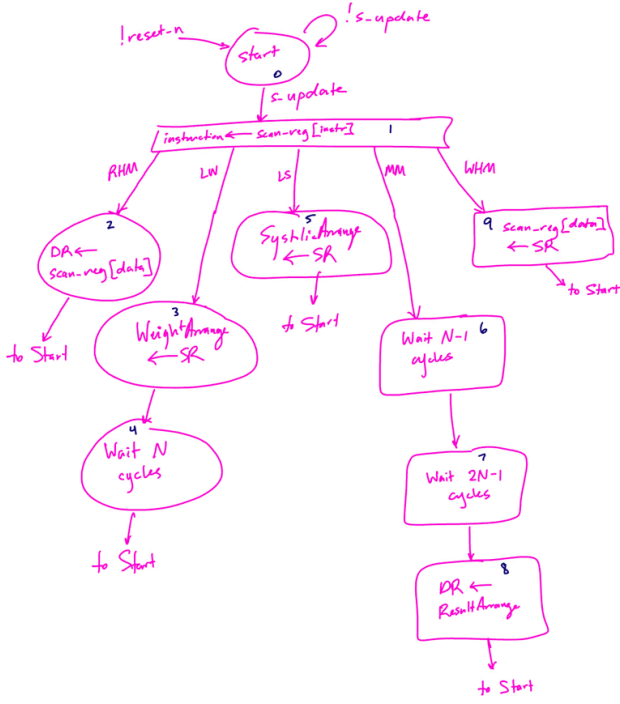 !s_update
!reset_n
start
0
s_update
instruction ← scan_reg[instr] 1
RHM
LW
LS
MM
WHM
2
DR ←
scan_reg[data]
to Start
3
WeightArrange
← SR
4
Wait N
cycles
to Start
5
SystlicArrange
← SR
to Start
Wait N-1 6
cycles
7
Wait 2N-1
cycles
8
DR ←
ResultArrange
to Start
9 scan_reg[data]
← SR
to Start